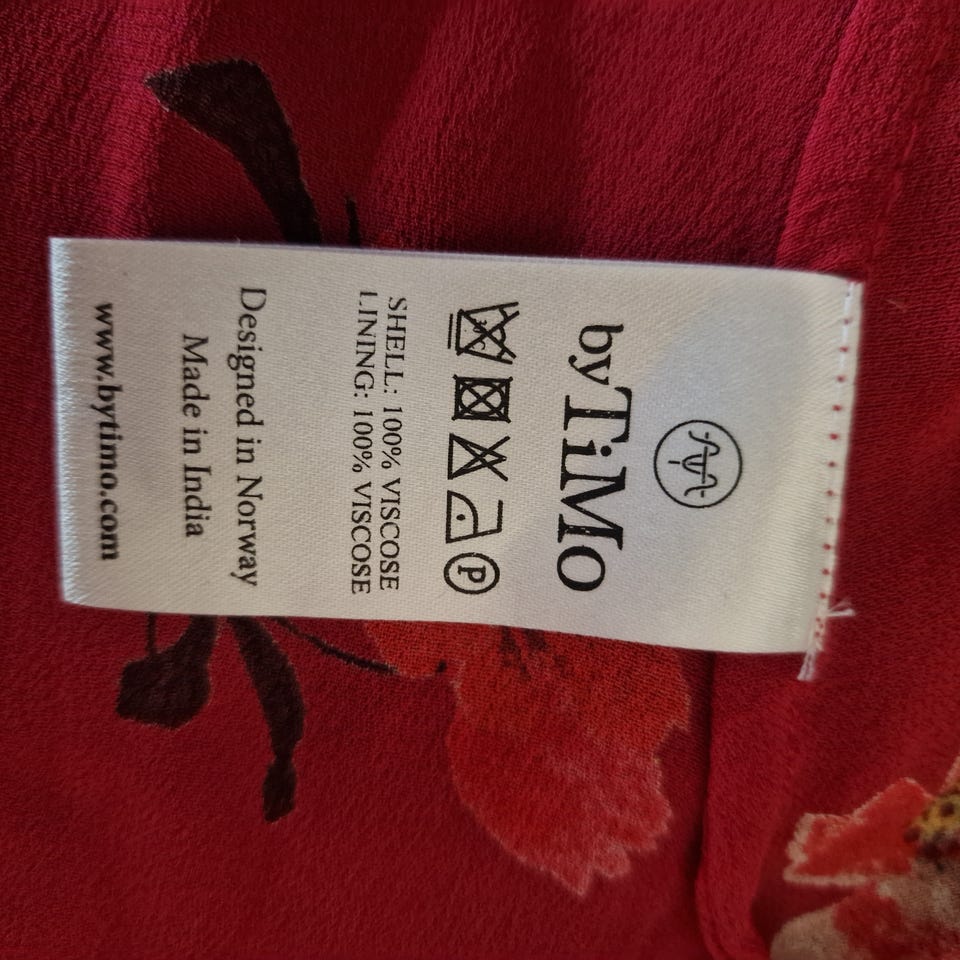 byTiMo
P
SHELL: 100% VISCOSE
LINING: 100% VISCOSE
Designed in Norway
Made in India
www.bytimo.com